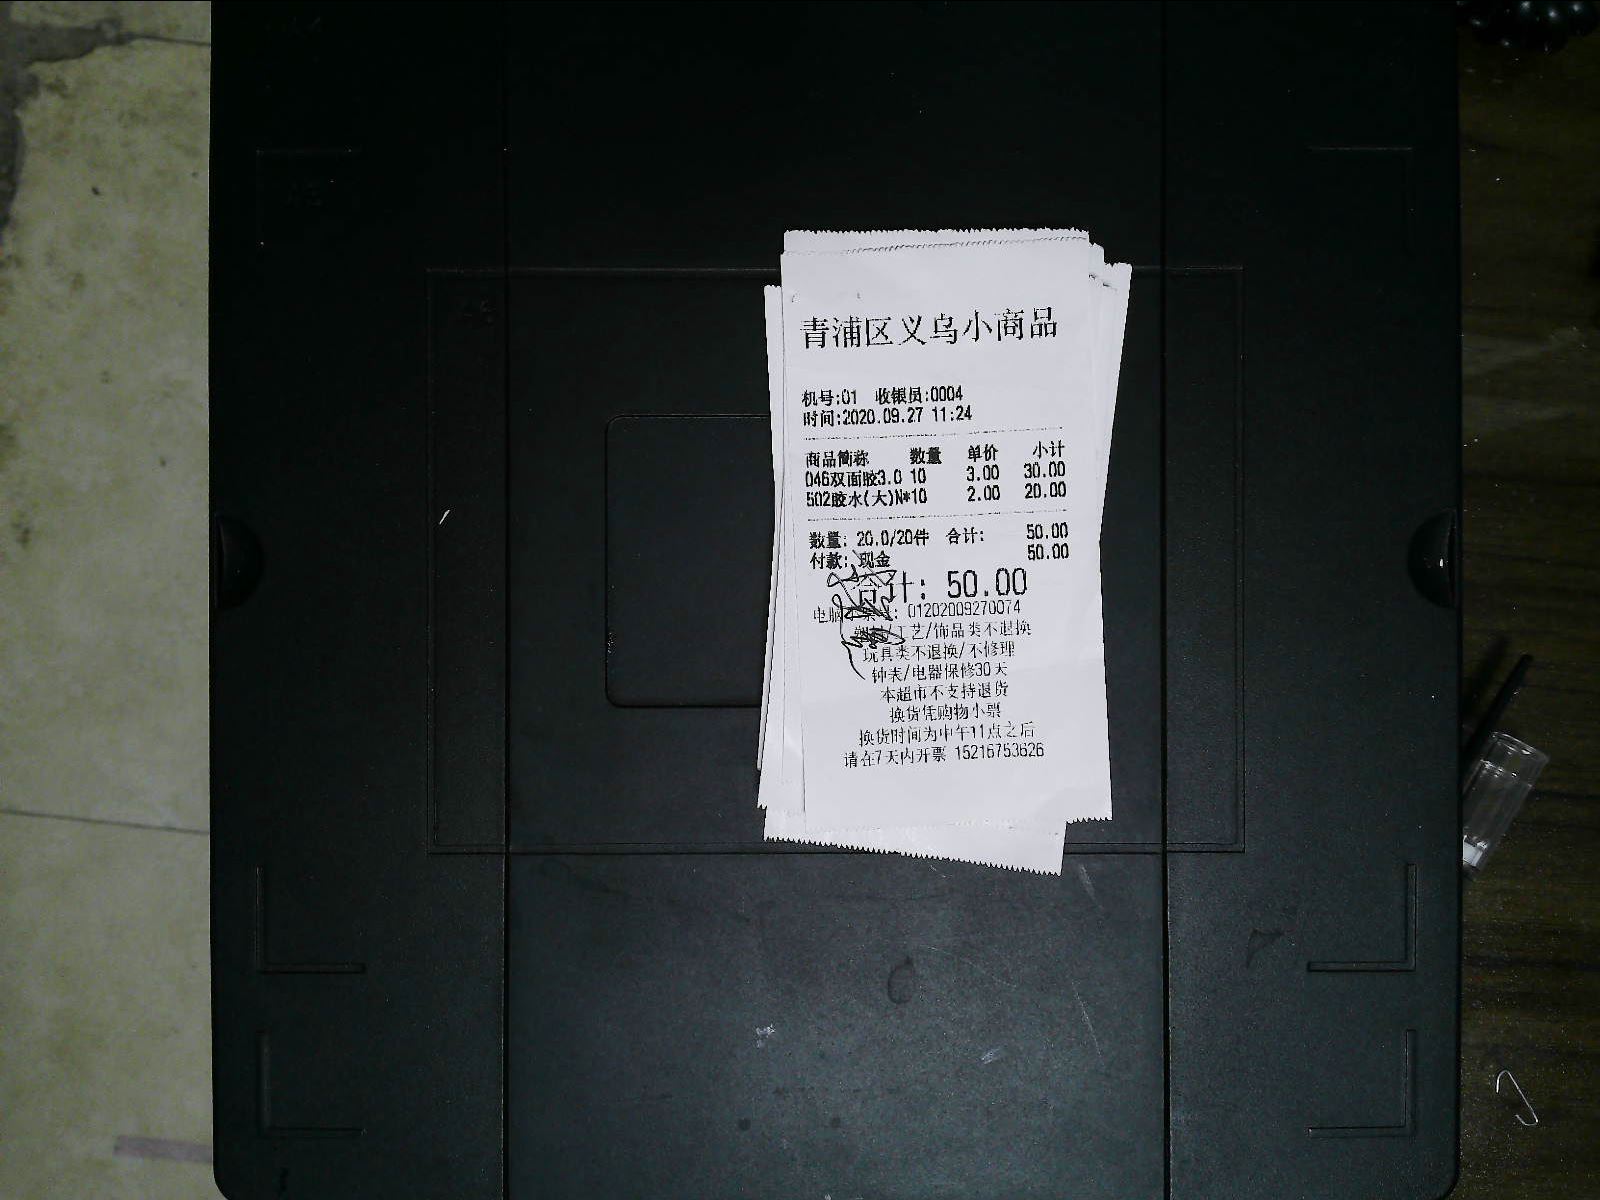 青浦区义乌小商品
机号:01 收银员:0004
时间:2020.09.27 11:24
商品简称 数量 单价 小计
046双面胶3.0 10 3.00 30.00
502胶水(大)N*10 2.00 20.00
数量: 20.0/20件 合计: 50.00
付款: 现金 50.00
合计: 50.00
电脑小票号: 01202009270074
/工艺/饰品类不退换
玩具类不退换/不修理
钟表/电器保修30天
本超市不支持退货
换货凭购物小票
换货时间为中午11点之后
请在7天内开票 15216753626